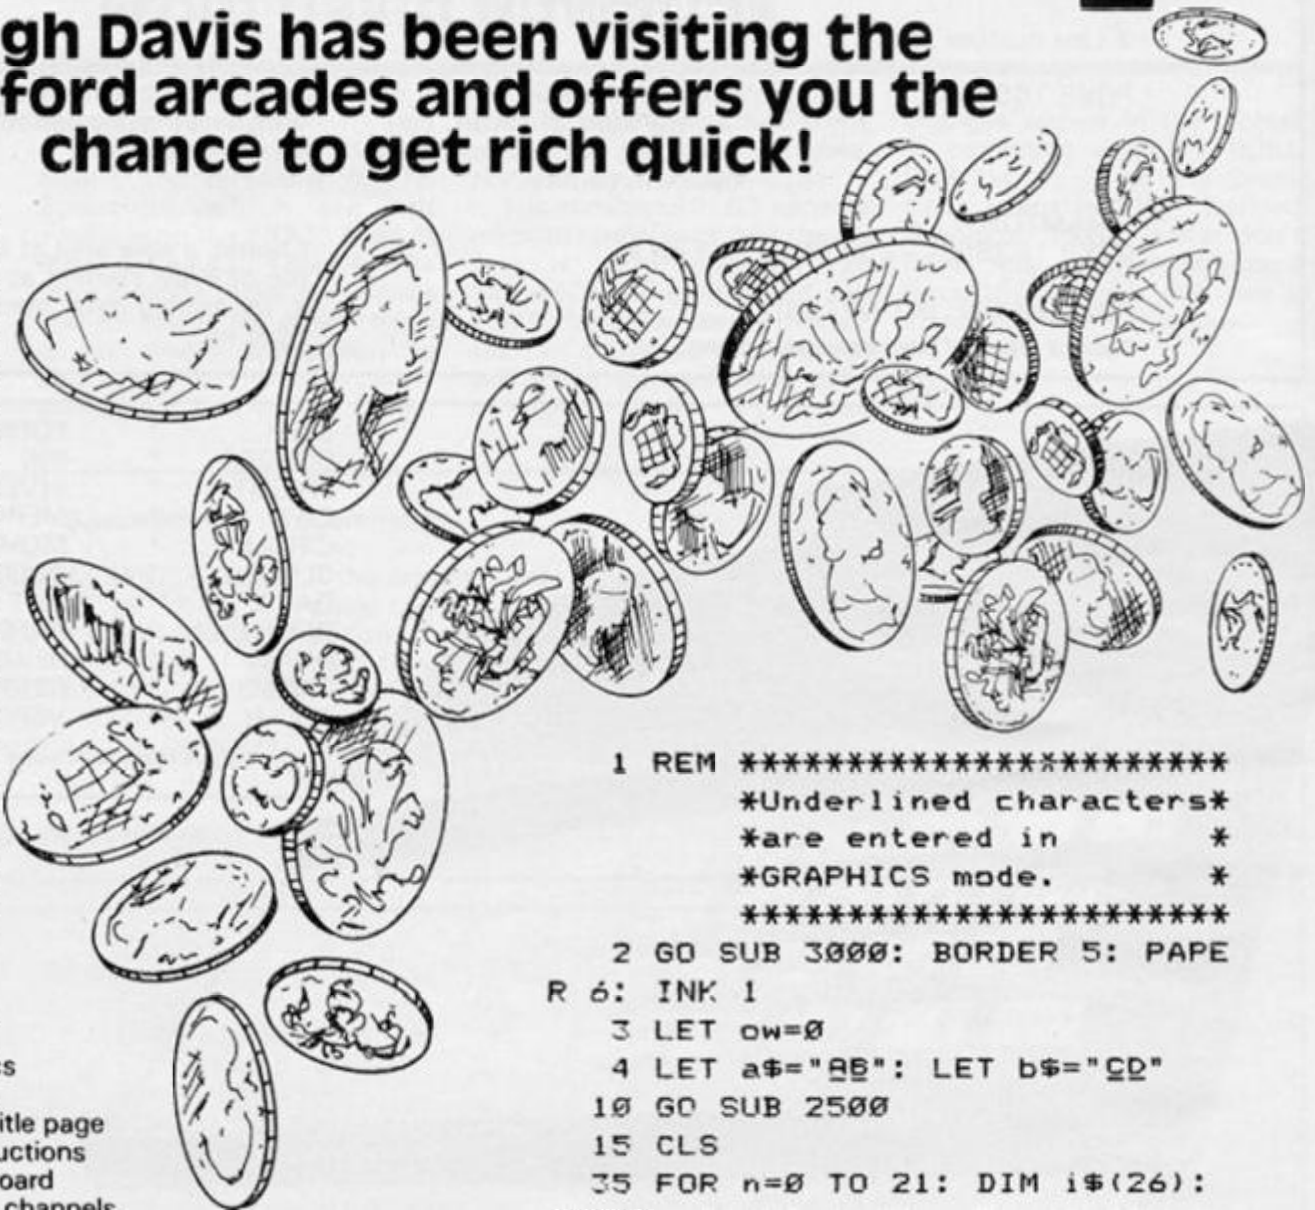 gh Davis has been visiting the
ford arcades and offers you the
chance to get rich quick!
1 REM ***********************
*Underlined characters*
*are entered in *
*GRAPHICS mode. *
***********************
2 GO SUB 3000: BORDER 5: PAPE
R 6: INK 1
3 LET ow=0
4 LET a$="AB": LET b$="CD"
10 GO SUB 2500
15 CLS
35 FOR n=0 TO 21: DIM i$(26):
cs
itle page
uctions
oard
channels